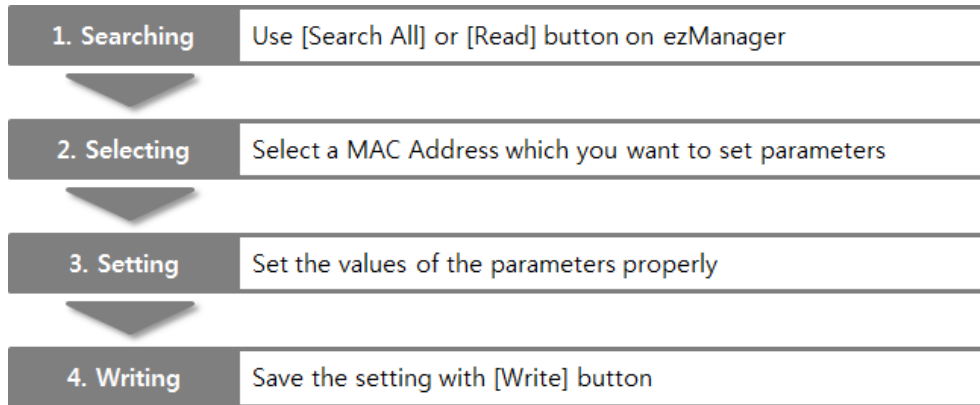 1. Searching Use [Search All] or [Read] button on ezManager
2. Selecting Select a MAC Address which you want to set parameters
3. Setting Set the values of the parameters properly
4. Writing Save the setting with [Write] button